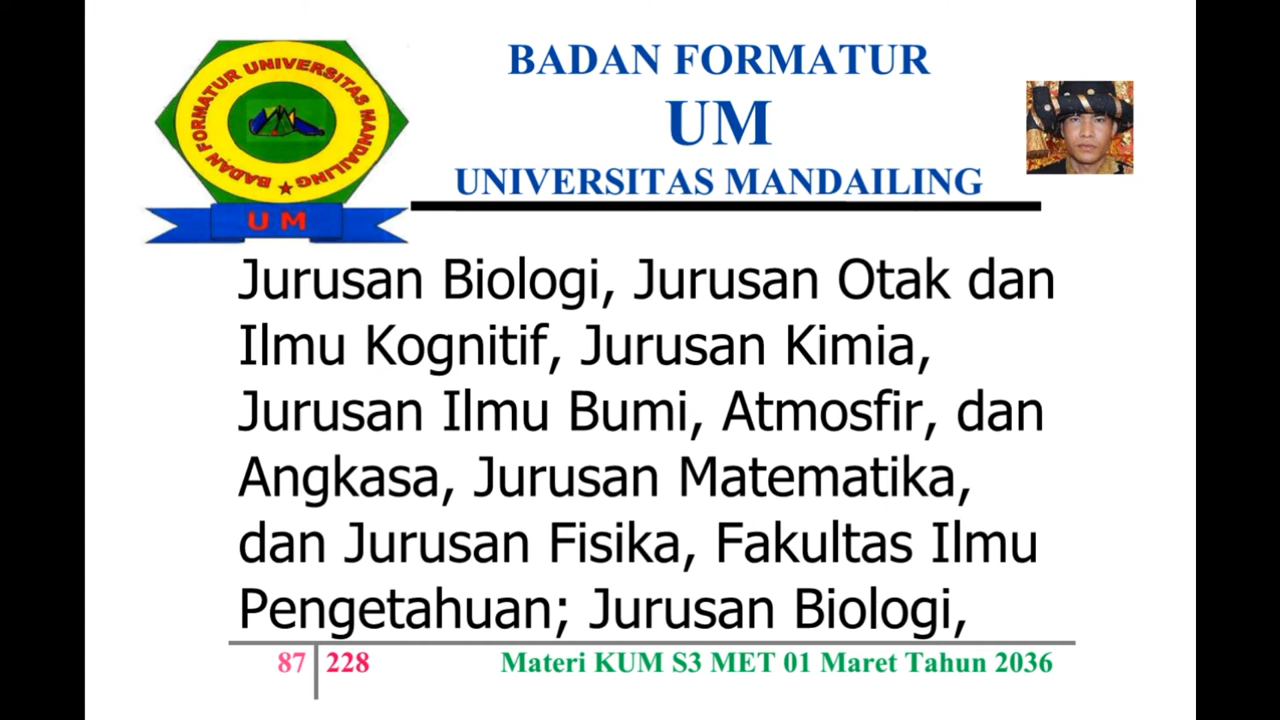 BADAN FORMATUR UNIVERSITAS MANDAILING
U M
BADAN FORMATUR
UM
UNIVERSITAS MANDAILING
Jurusan Biologi, Jurusan Otak dan
Ilmu Kognitif, Jurusan Kimia,
Jurusan Ilmu Bumi, Atmosfir, dan
Angkasa, Jurusan Matematika,
dan Jurusan Fisika, Fakultas Ilmu
Pengetahuan; Jurusan Biologi,
87 228 Materi KUM S3 MET 01 Maret Tahun 2036